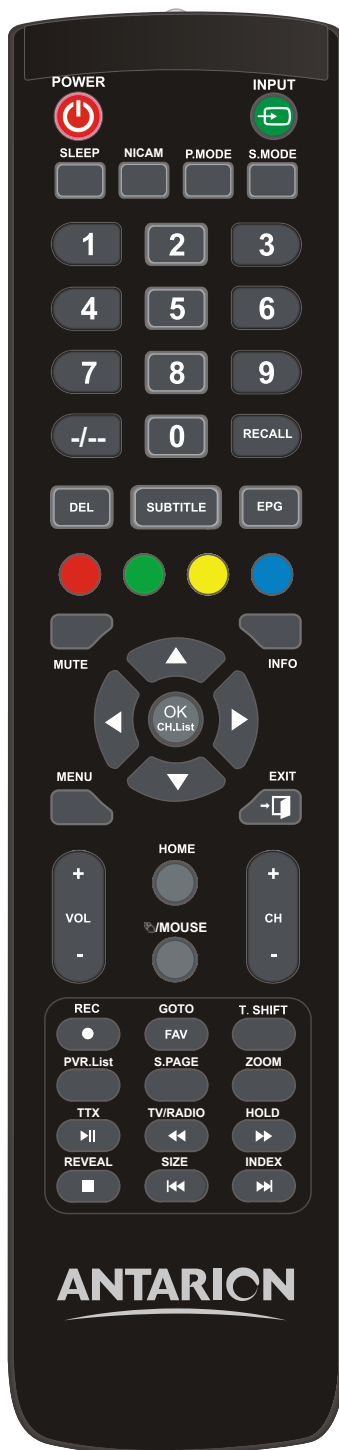 POWER INPUT
SLEEP NICAM P.MODE S.MODE
1 2 3
4 5 6
7 8 9
-/-- 0 RECALL
DEL SUBTITLE EPG
MUTE INFO
OK
CH.List
MENU EXIT
HOME
+ +
VOL /MOUSE CH
- -
REC GOTO T. SHIFT
FAV
PVR.List S.PAGE ZOOM
TTX TV/RADIO HOLD
REVEAL SIZE INDEX
ANTARION